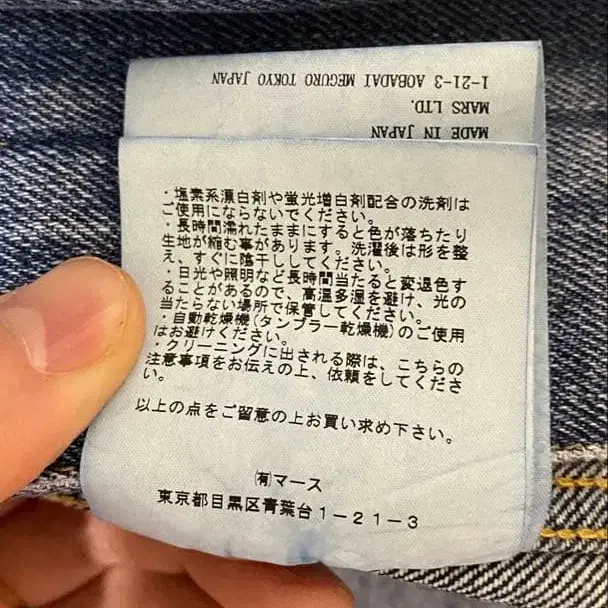 1-21-3 AOBADAI MEGURO TOKYO JAPAN
MARS LTD.
MADE IN JAPAN
・塩素系漂白剤や蛍光増白剤配合の洗剤は
ご使用にならないでください。
・長時間濡れたままにすると色が落ちたり
生地が縮む事があります。洗濯後は形を整
え、すぐに陰干ししてください。
・日光や照明など長時間当たると変退色す
ることがあるので、高温多湿を避け、光の
当たらない場所で保管してください。
・自動乾燥機(タンブラー乾燥機)のご使用
はお避けください。
・クリーニングに出される際は、こちらの
注意事項をお伝えの上、依頼をしてくださ
い。
以上の点をご留意の上お買い求め下さい。
㈲マース
東京都目黒区青葉台１－２１－３